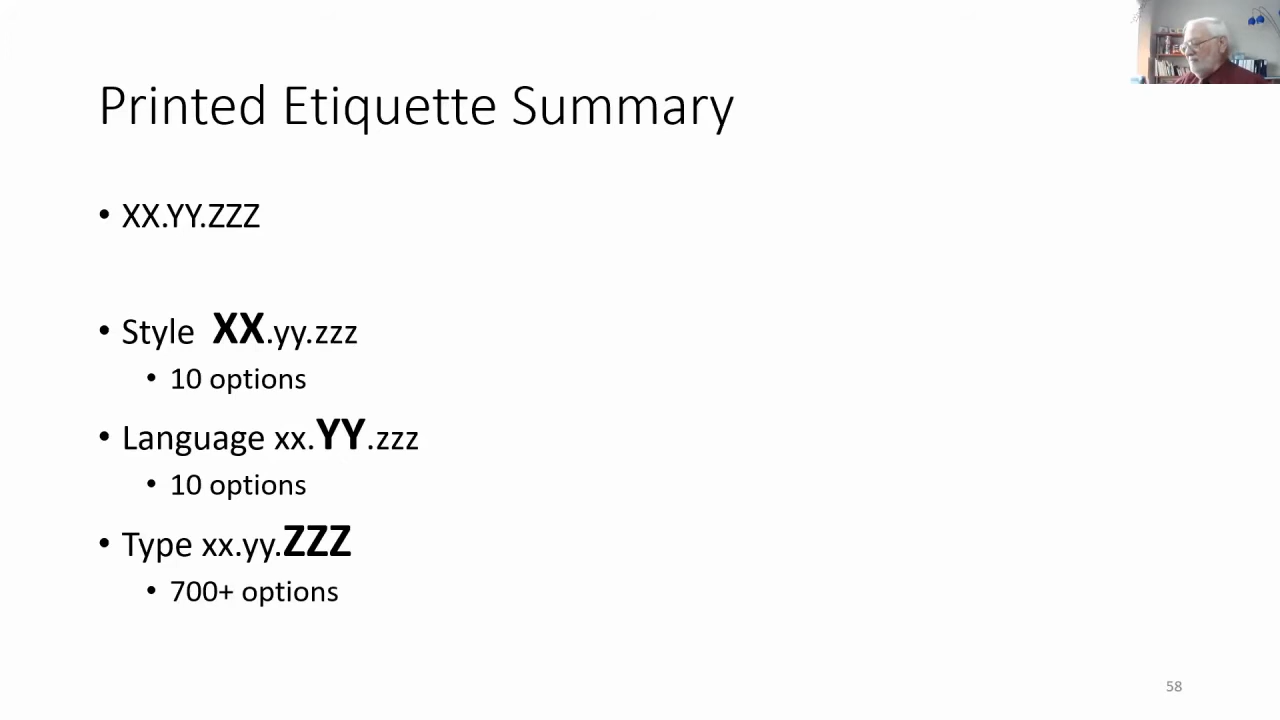 Printed Etiquette Summary
• XX.YY.ZZZ
• Style XX.yy.zzz
• 10 options
• Language xx.YY.zzz
• 10 options
• Type xx.yy.ZZZ
• 700+ options
58